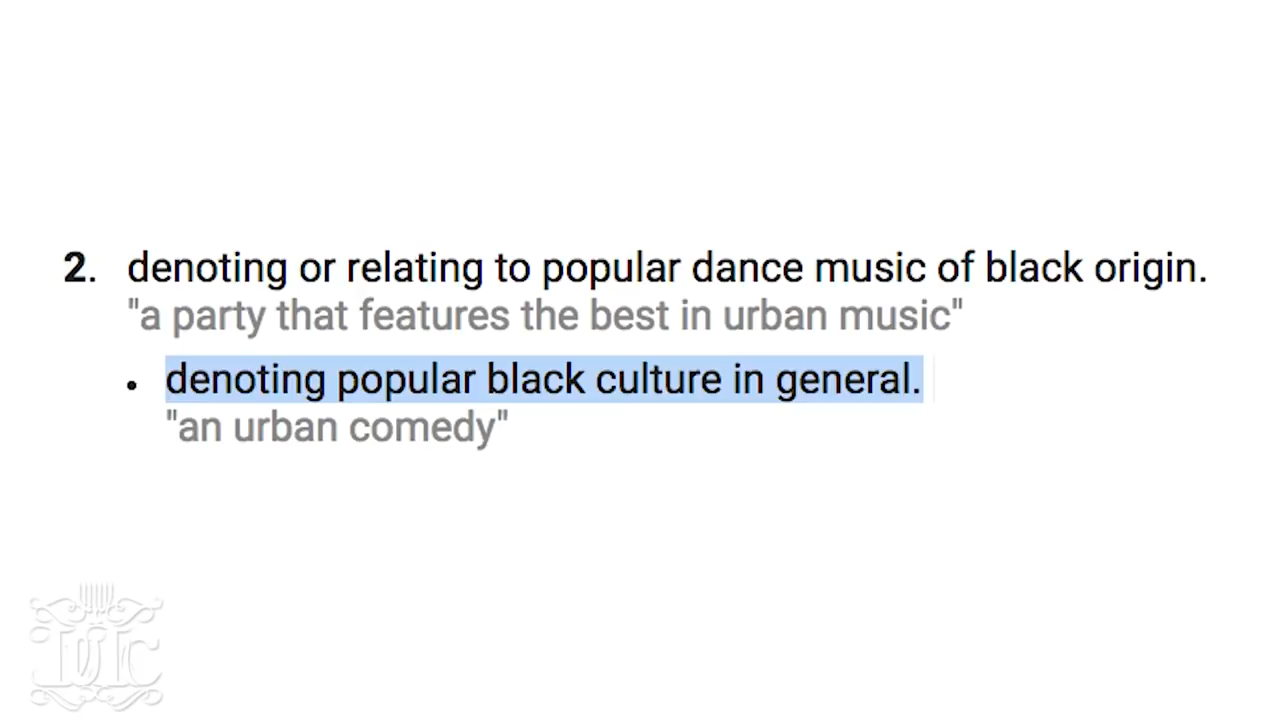 2. denoting or relating to popular dance music of black origin.
"a party that features the best in urban music"
• denoting popular black culture in general.
"an urban comedy"